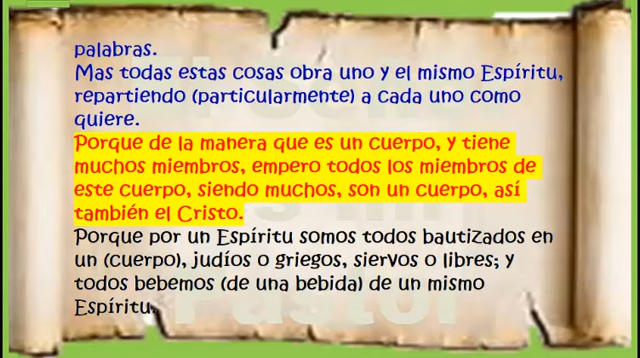 palabras.
Mas todas estas cosas obra uno y el mismo Espíritu,
repartiendo (particularmente) a cada uno como
quiere.
Porque de la manera que es un cuerpo, y tiene
muchos miembros, empero todos los miembros de
este cuerpo, siendo muchos, son un cuerpo, así
también el Cristo.
Porque por un Espíritu somos todos bautizados en
un (cuerpo), judíos o griegos, siervos o libres; y
todos bebemos (de una bebida) de un mismo
Espíritu.
Pastor